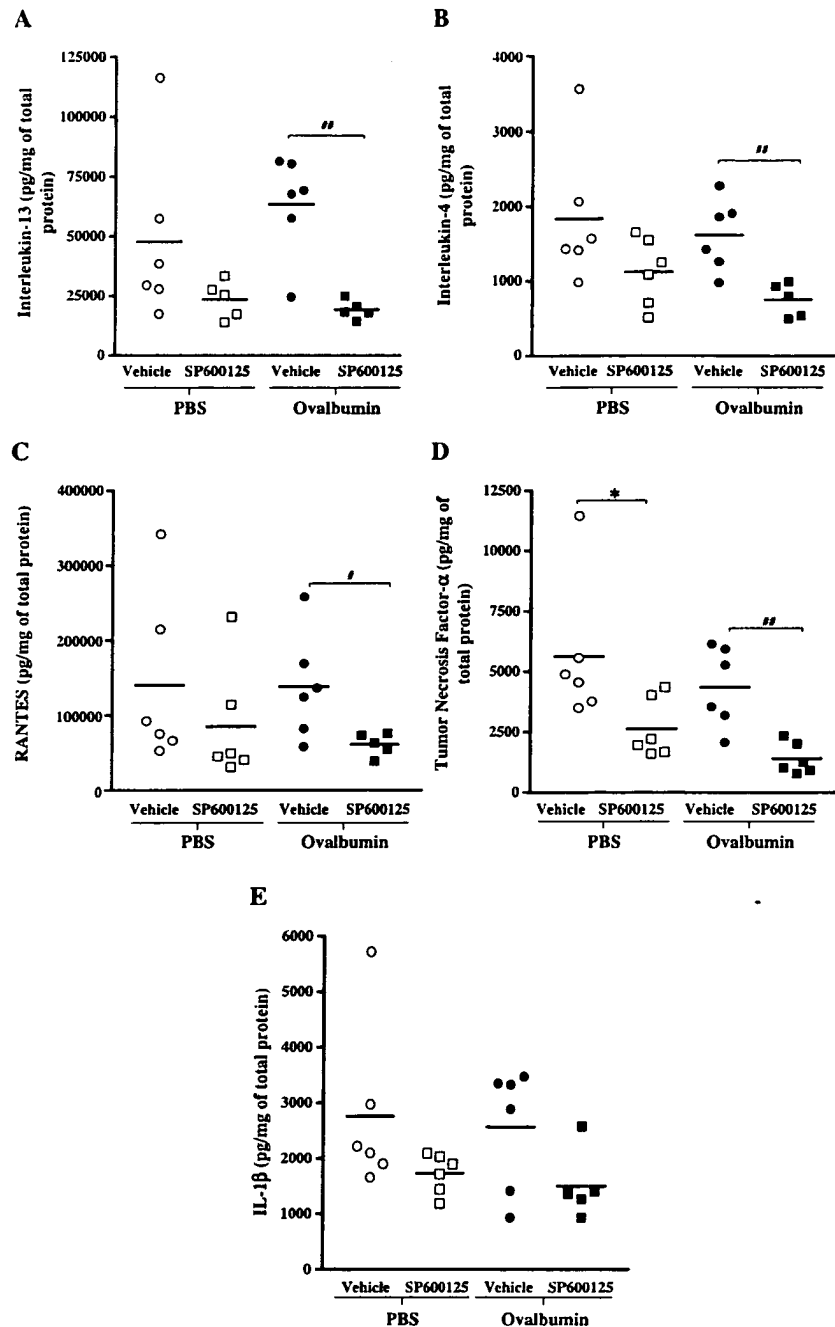 A
Interleukin-13 (pg/mg of total
protein)
125000
100000
75000
50000
25000
0
##
Vehicle SP600125 Vehicle SP600125
PBS Ovalbumin
B
Interleukin-4 (pg/mg of total
protein)
4000
3000
2000
1000
0
##
Vehicle SP600125 Vehicle SP600125
PBS Ovalbumin
C
RANTES (pg/mg of total protein)
400000
300000
200000
100000
0
#
Vehicle SP600125 Vehicle SP600125
PBS Ovalbumin
D
Tumor Necrosis Factor-α (pg/mg of
total protein)
12500
10000
7500
5000
2500
0
*
##
Vehicle SP600125 Vehicle SP600125
PBS Ovalbumin
E
IL-1β (pg/mg of total protein)
6000
5000
4000
3000
2000
1000
0
Vehicle SP600125 Vehicle SP600125
PBS Ovalbumin